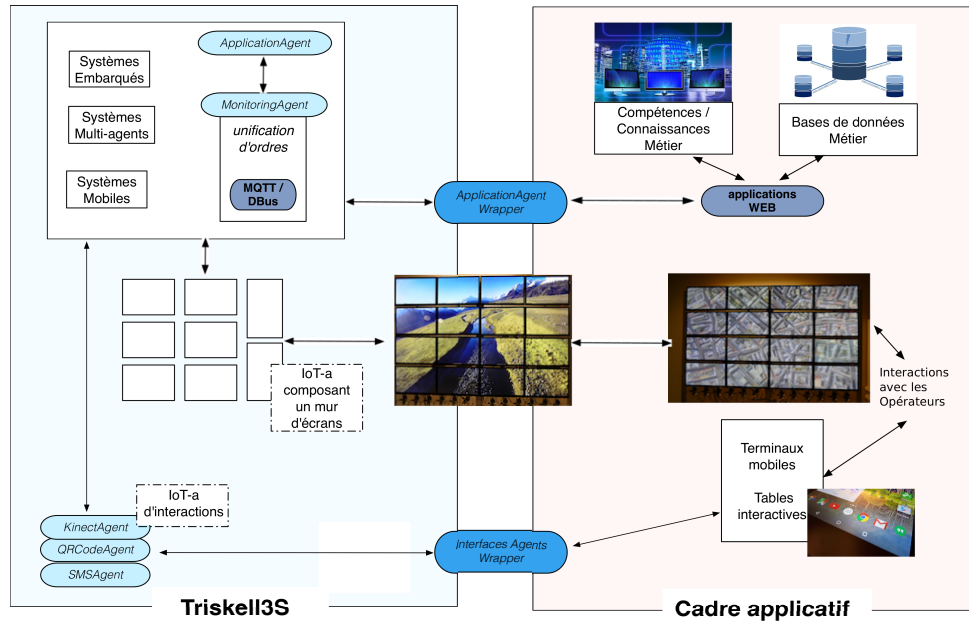 ApplicationAgent
Systèmes
Embarqués
MonitoringAgent
unification
d'ordres
Systèmes
Multi-agents
MQTT /
DBus
Systèmes
Mobiles
Compétences /
Connaissances
Métier
Bases de données
Métier
ApplicationAgent
Wrapper
applications
WEB
IoT-a
composant
un mur
d'écrans
Interactions
avec les
Opérateurs
Terminaux
mobiles
Tables
interactives
IoT-a
d'interactions
KinectAgent
QRCodeAgent
SMSAgent
Interfaces Agents
Wrapper
Triskell3S
Cadre applicatif